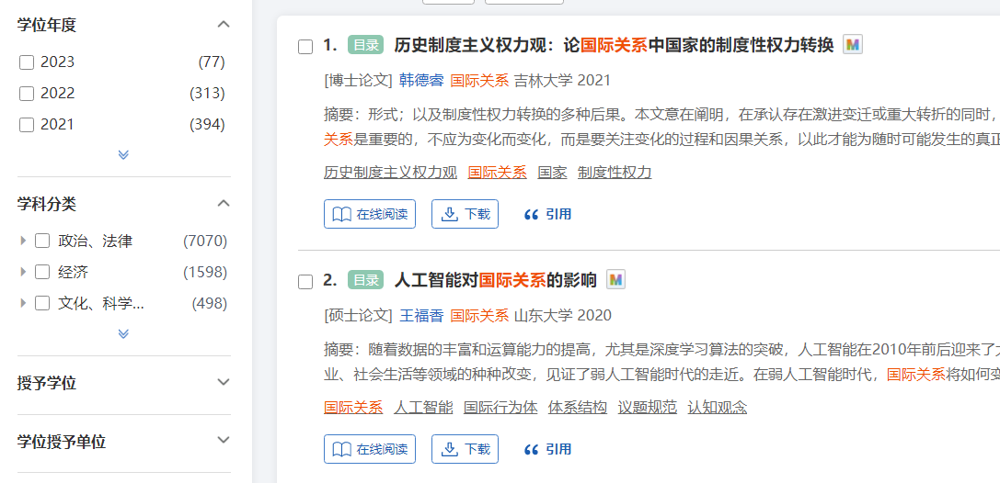 学位年度
2023 (77)
2022 (313)
2021 (394)
学科分类
政治、法律 (7070)
经济 (1598)
文化、科学... (498)
授予学位
学位授予单位
1. 目录 历史制度主义权力观：论国际关系中国家的制度性权力转换 M
[博士论文] 韩德睿 国际关系 吉林大学 2021
摘要：形式；以及制度性权力转换的多种后果。本文意在阐明，在承认存在激进变迁或重大转折的同时，
关系是重要的，不应为变化而变化，而是要关注变化的过程和因果关系，以此才能为随时可能发生的真正
历史制度主义权力观 国际关系 国家 制度性权力
在线阅读 下载 引用
2. 目录 人工智能对国际关系的影响 M
[硕士论文] 王福香 国际关系 山东大学 2020
摘要：随着数据的丰富和运算能力的提高，尤其是深度学习算法的突破，人工智能在2010年前后迎来了
业、社会生活等领域的种种改变，见证了弱人工智能时代的走近。在弱人工智能时代，国际关系将如何变
国际关系 人工智能 国际行为体 体系结构 议题规范 认知观念
在线阅读 下载 引用